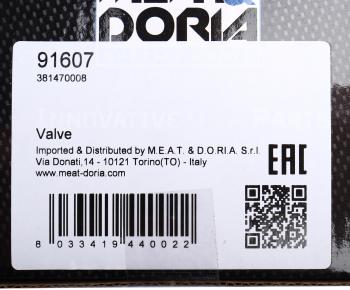 MEAT&
DORIA
91607
381470008
Valve
Imported & Distributed by M.E.A.T. & D.O.R.I.A. S.r.l.
Via Donati,14 - 10121 Torino(TO) - Italy
www.meat-doria.com
EAC
8 033419 440022